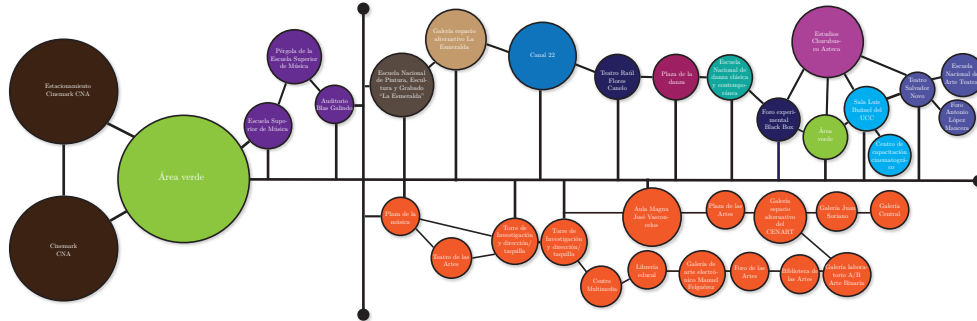 Estacionamiento
Cinemark CNA
Cinemark
CNA
Área verde
Escuela Supe-
rior de Música
Pérgola de la
Escuela Superior
de Música
Auditorio
Blas Galindo
Escuela Nacional
de Pintura, Escul-
tura y Grabado
"La Esmeralda"
Galería espacio
alternativo La
Esmeralda
Canal 22
Teatro Raúl
Flores
Canelo
Plaza de la
danza
Escuela
Nacional de
danza clásica y
contempo-
ránea
Foro experi-
mental
Black Box
Estudios
Churubus-
co Azteca
Área
verde
Sala Luis
Buñuel del
UCC
Centro de
capacitación
cinematográ-
fico
Teatro
Salvador
Novo
Escuela
Nacional de
Arte Teatral
Foro
Antonio
López
Mancera
Plaza de la
música
Teatro de las
Artes
Torre de
Investigación
y dirección/
taquilla
Torre de
Investigación
y dirección/
taquilla
Centro
Multimedia
Librería
educal
Aula Magna
José Vascon-
celos
Galería de
arte electró-
nico Manuel
Felguérez
Plaza de las
Artes
Foro de las
Artes
Galería
espacio
alternativo del
CENART
Biblioteca de
las Artes
Galería Juan
Soriano
Galería labora-
torio A/B
Arte Binario
Galería
Central